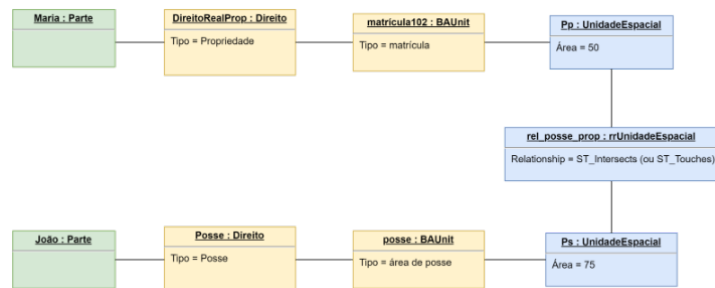 Maria : Parte
DireitoRealProp : Direito
Tipo = Propriedade
matricula102 : BAUnit
Tipo = matrícula
Pp : UnidadeEspacial
Área = 50
rel_posse_prop : rrUnidadeEspacial
Relationship = ST_Intersects (ou ST_Touches)
João : Parte
Posse : Direito
Tipo = Posse
posse : BAUnit
Tipo = área de posse
Ps : UnidadeEspacial
Área = 75